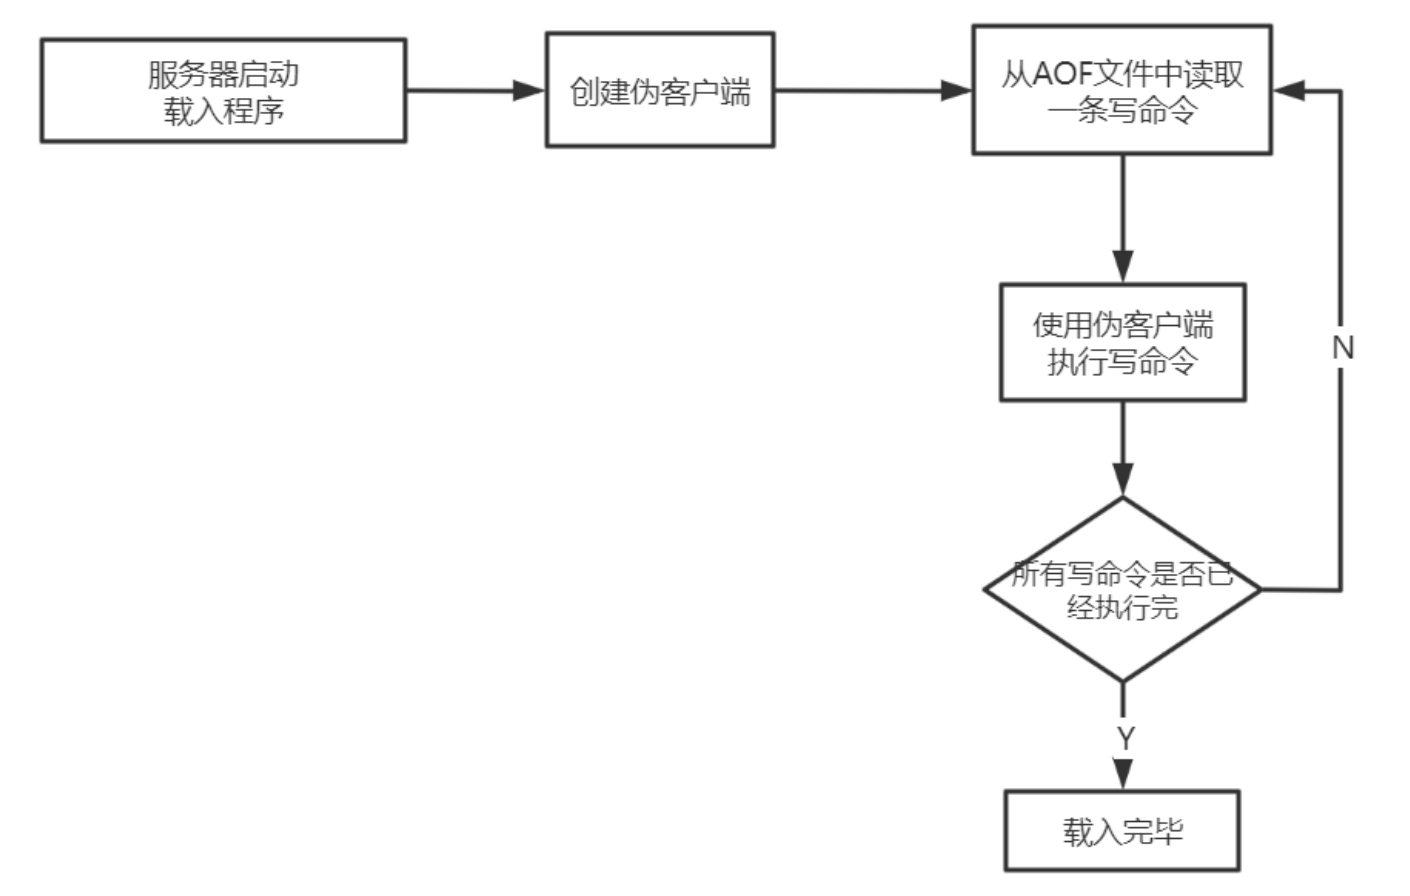 服务器启动
载入程序
创建伪客户端
从AOF文件中读取
一条写命令
使用伪客户端
执行写命令
N
所有写命令是否已
经执行完
Y
载入完毕